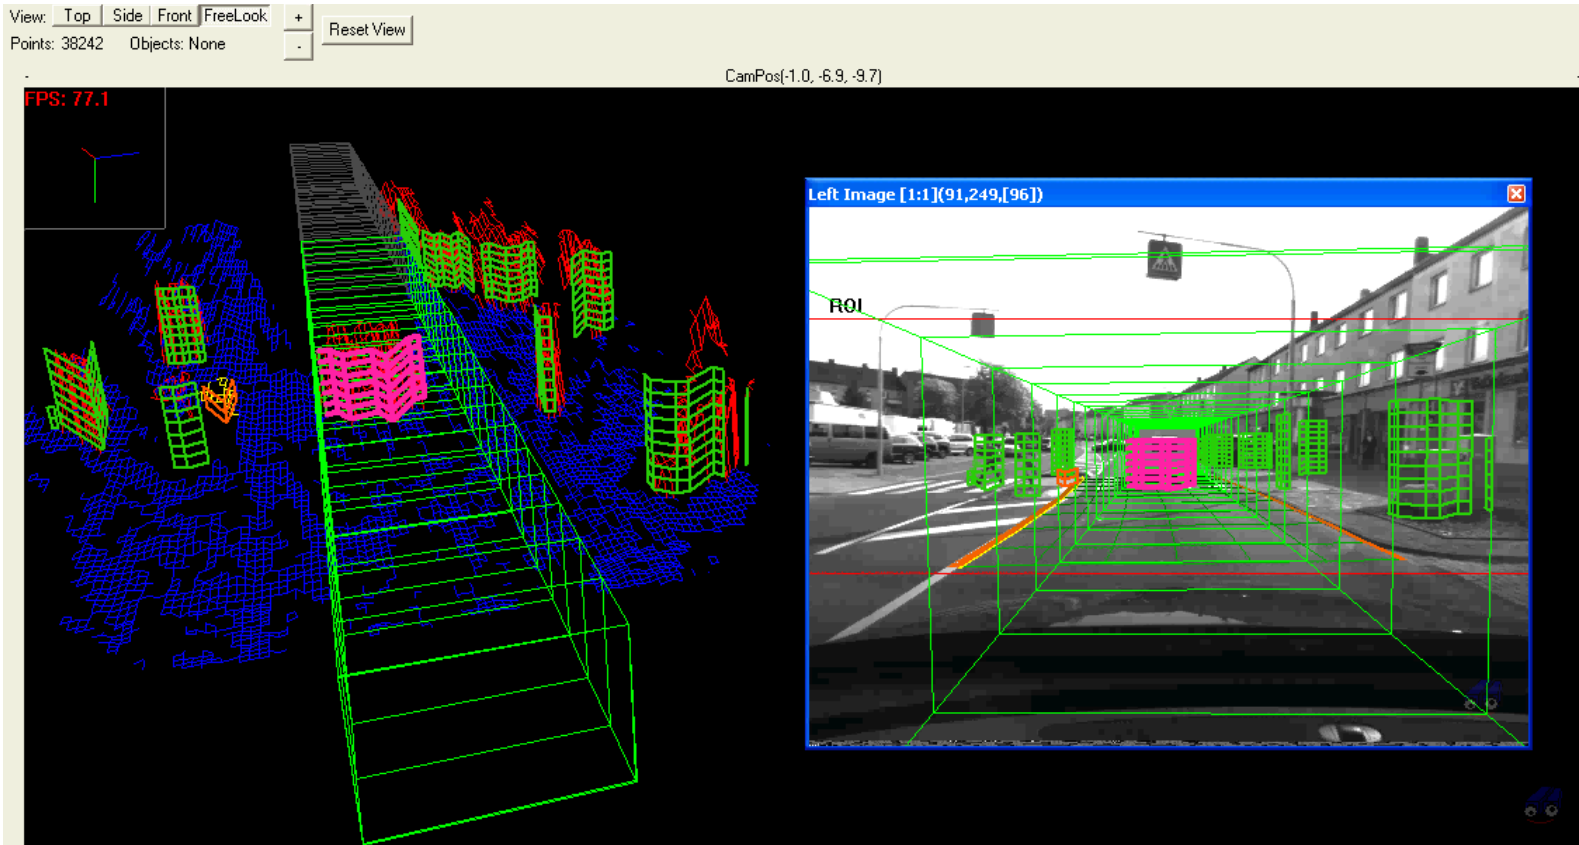 View: Top Side Front FreeLook +
Points: 38242 Objects: None - Reset View
CamPos(-1.0, -6.9, -9.7)
FPS: 77.1
Left Image [1:1](91,249,[96])
ROI